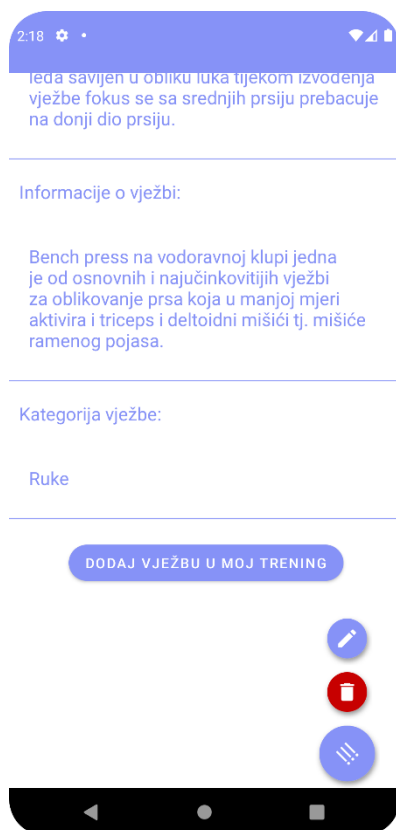 2:18
leđa savijen u obliku luka tijekom izvođenja
vježbe fokus se sa srednjih prsiju prebacuje
na donji dio prsiju.
Informacije o vježbi:
Bench press na vodoravnoj klupi jedna
je od osnovnih i najučinkovitijih vježbi
za oblikovanje prsa koja u manjoj mjeri
aktivira i triceps i deltoidni mišići tj. mišiće
ramenog pojasa.
Kategorija vježbe:
Ruke
DODAJ VJEŽBU U MOJ TRENING